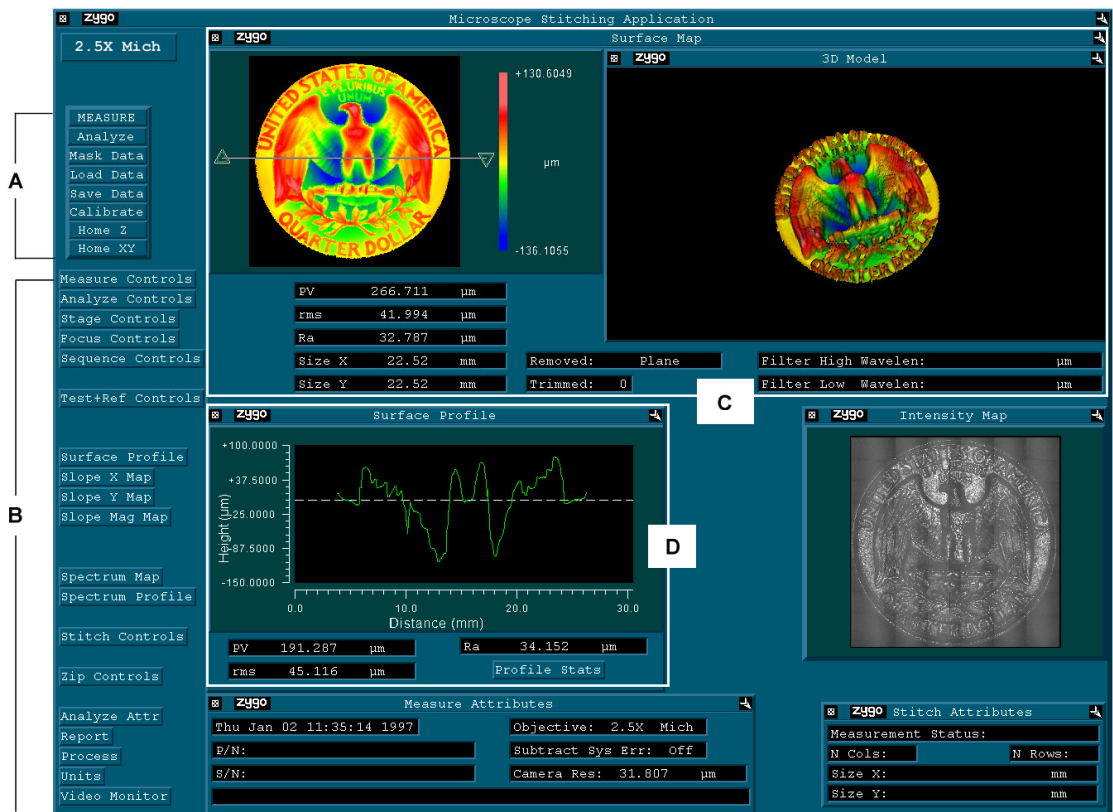 zygo Microscope Stitching Application
2.5X Mich
A
MEASURE
Analyze
Mask Data
Load Data
Save Data
Calibrate
Home Z
Home XY
B
Measure Controls
Analyze Controls
Stage Controls
Focus Controls
Sequence Controls
Test+Ref Controls
Surface Profile
Slope X Map
Slope Y Map
Slope Mag Map
Spectrum Map
Spectrum Profile
Stitch Controls
Zip Controls
Analyze Attr
Report
Process
Units
Video Monitor
zygo Surface Map
UNITED STATES OF AMERICA
E PLURIBUS
UNUM
QUARTER DOLLAR
+130.6049
µm
-136.1055
zygo 3D Model
PV 266.711 µm
rms 41.994 µm
Ra 32.787 µm
Size X 22.52 mm
Size Y 22.52 mm
Removed: Plane
Trimmed: 0
Filter High Wavelen: µm
Filter Low Wavelen: µm
C
zygo Surface Profile
+100.0000
+37.5000
-25.0000
-87.5000
-150.0000
Height (µm)
0.0 10.0 20.0 30.0
Distance (mm)
PV 191.287 µm
rms 45.116 µm
Ra 34.152 µm
Profile Stats
D
zygo Intensity Map
zygo Measure Attributes
Thu Jan 02 11:35:14 1997
P/N:
S/N:
Objective: 2.5X Mich
Subtract Sys Err: Off
Camera Res: 31.807 µm
zygo Stitch Attributes
Measurement Status:
N Cols: N Rows:
Size X: mm
Size Y: mm